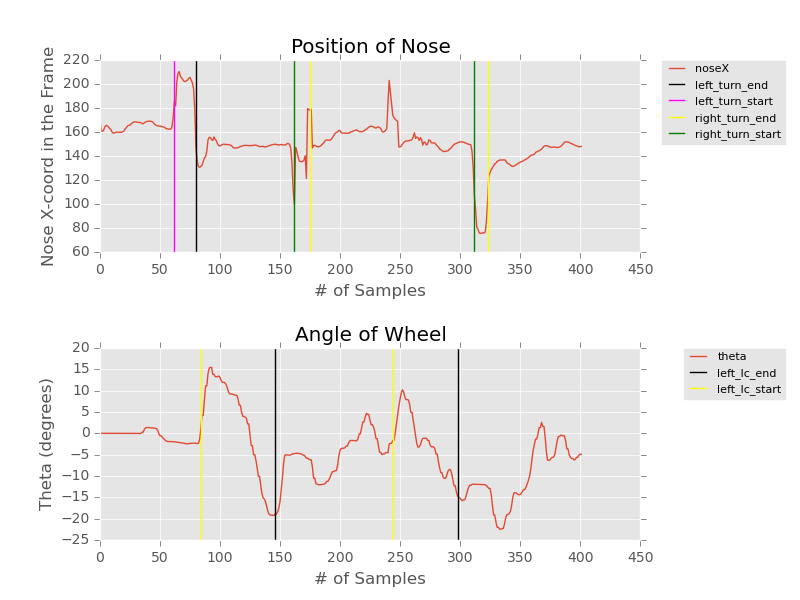 Position of Nose
Nose X-coord in the Frame
220
200
180
160
140
120
100
80
60
0 50 100 150 200 250 300 350 400 450
# of Samples
noseX
left_turn_end
left_turn_start
right_turn_end
right_turn_start
Angle of Wheel
Theta (degrees)
20
15
10
5
0
−5
−10
−15
−20
−25
0 50 100 150 200 250 300 350 400 450
# of Samples
theta
left_lc_end
left_lc_start